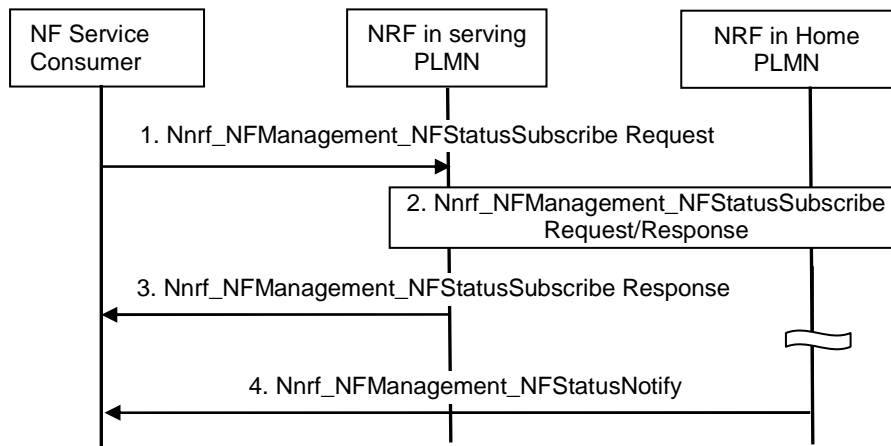 NF Service
Consumer
NRF in serving
PLMN
NRF in Home
PLMN
1. Nnrf_NFManagement_NFStatusSubscribe Request
2. Nnrf_NFManagement_NFStatusSubscribe
Request/Response
3. Nnrf_NFManagement_NFStatusSubscribe Response
4. Nnrf_NFManagement_NFStatusNotify